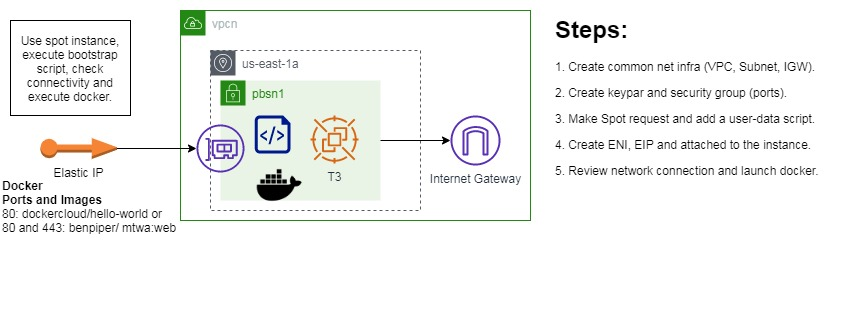 Use spot instance,
execute bootstrap
script, check
connectivity and
execute docker.
Elastic IP
Docker
Ports and Images
80: dockercloud/hello-world or
80 and 443: benpiper/ mtwa:web
vpcn
us-east-1a
pbsn1
</>
T3
Internet Gateway
Steps:
1. Create common net infra (VPC, Subnet, IGW).
2. Create keypar and security group (ports).
3. Make Spot request and add a user-data script.
4. Create ENI, EIP and attached to the instance.
5. Review network connection and launch docker.